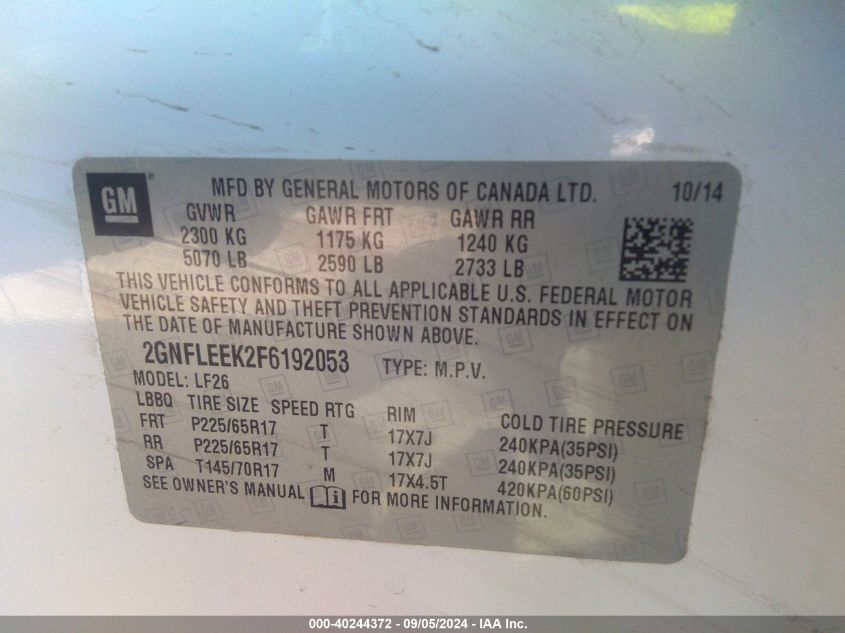 GM ® MFD BY GENERAL MOTORS OF CANADA LTD. 10/14
GVWR GAWR FRT GAWR RR
2300 KG 1175 KG 1240 KG
5070 LB 2590 LB 2733 LB
THIS VEHICLE CONFORMS TO ALL APPLICABLE U.S. FEDERAL MOTOR
VEHICLE SAFETY AND THEFT PREVENTION STANDARDS IN EFFECT ON
THE DATE OF MANUFACTURE SHOWN ABOVE.
2GNFLEEK2F6192053 TYPE: M.P.V.
MODEL: LF26
LBBQ TIRE SIZE SPEED RTG RIM COLD TIRE PRESSURE
FRT P225/65R17 T 17X7J 240KPA(35PSI)
RR P225/65R17 T 17X7J 240KPA(35PSI)
SPA T145/70R17 M 17X4.5T 420KPA(60PSI)
SEE OWNER'S MANUAL FOR MORE INFORMATION.
000-40244372 - 09/05/2024 - IAA Inc.